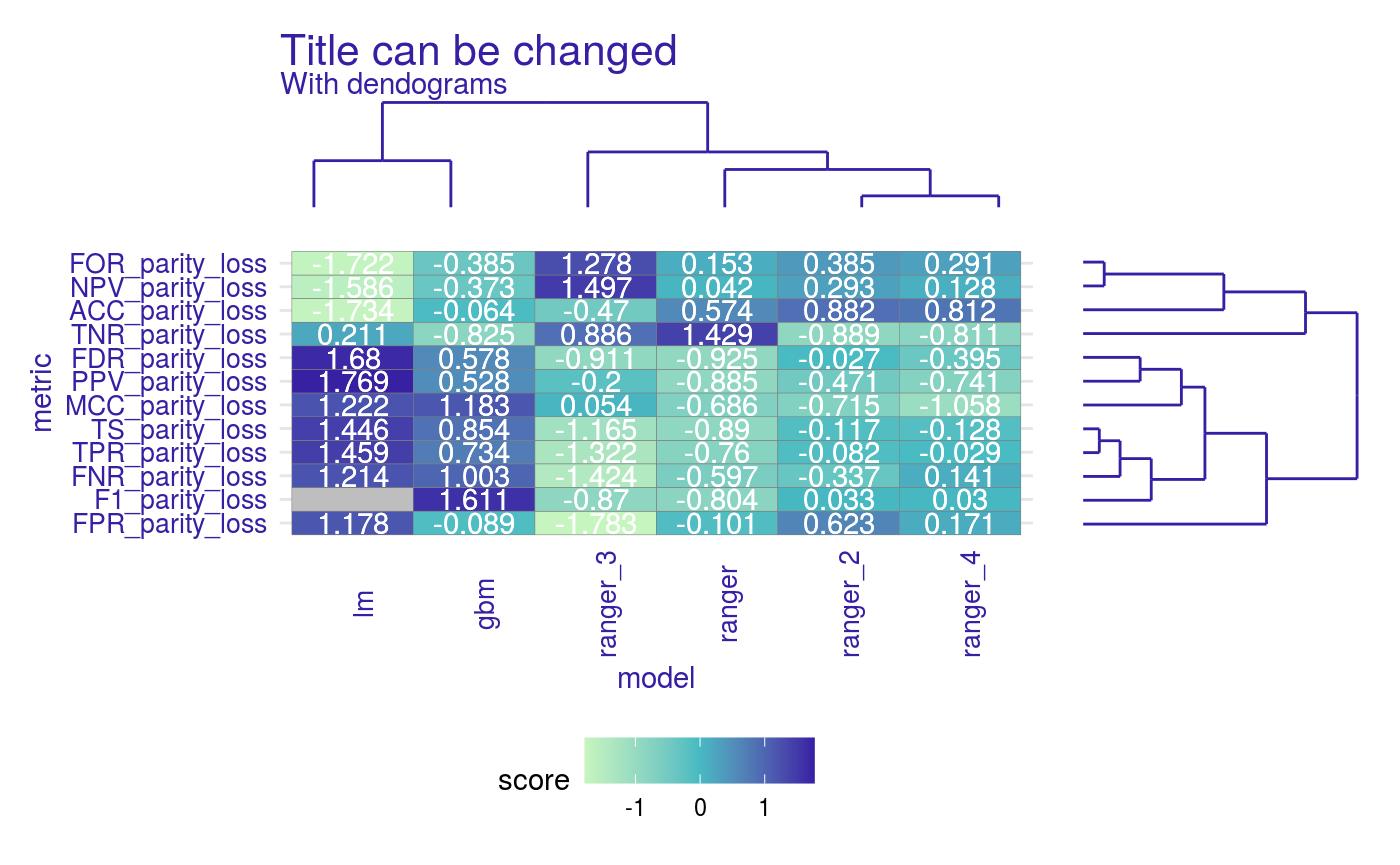 Title can be changed
With dendograms
FOR_parity_loss -1.722 -0.385 1.278 0.153 0.385 0.291
NPV_parity_loss -1.586 -0.373 1.497 0.042 0.293 0.128
ACC_parity_loss -1.734 -0.064 -0.47 0.574 0.882 0.812
TNR_parity_loss 0.211 -0.825 0.886 1.429 -0.889 -0.811
FDR_parity_loss 1.68 0.578 -0.911 -0.925 -0.027 -0.395
PPV_parity_loss 1.769 0.528 -0.2 -0.885 -0.471 -0.741
MCC_parity_loss 1.222 1.183 0.054 -0.686 -0.715 -1.058
TS_parity_loss 1.446 0.854 -1.165 -0.89 -0.117 -0.128
TPR_parity_loss 1.459 0.734 -1.322 -0.76 -0.082 -0.029
FNR_parity_loss 1.214 1.003 -1.424 -0.597 -0.337 0.141
F1_parity_loss 1.611 -0.87 -0.804 0.033 0.03
FPR_parity_loss 1.178 -0.089 -1.783 -0.101 0.623 0.171
metric
lm gbm ranger_3 ranger ranger_2 ranger_4
model
score
-1 0 1